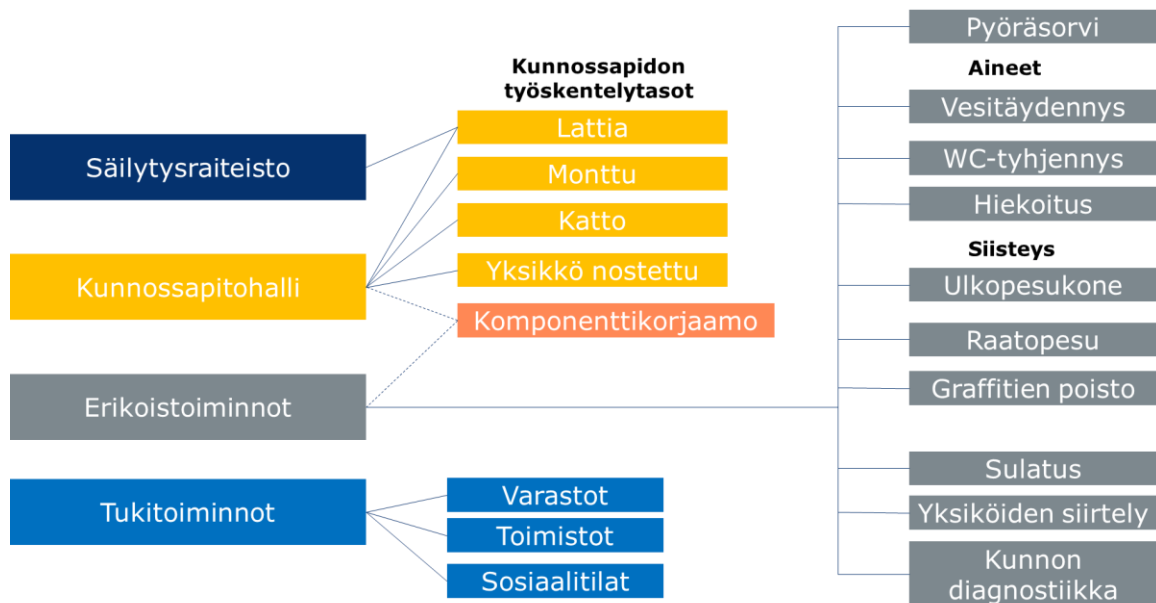 Säilytysraiteisto
Kunnossapitohalli
Erikoistoiminnot
Tukitoiminnot
Kunnossapidon
työskentelytasot
Lattia
Monttu
Katto
Yksikkö nostettu
Komponenttikorjaamo
Varastot
Toimistot
Sosiaalitilat
Pyöräsorvi
Aineet
Vesitäydennys
WC-tyhjennys
Hiekoitus
Siisteys
Ulkopesukone
Raatopesu
Graffitien poisto
Sulatus
Yksiköiden siirtely
Kunnon
diagnostiikka